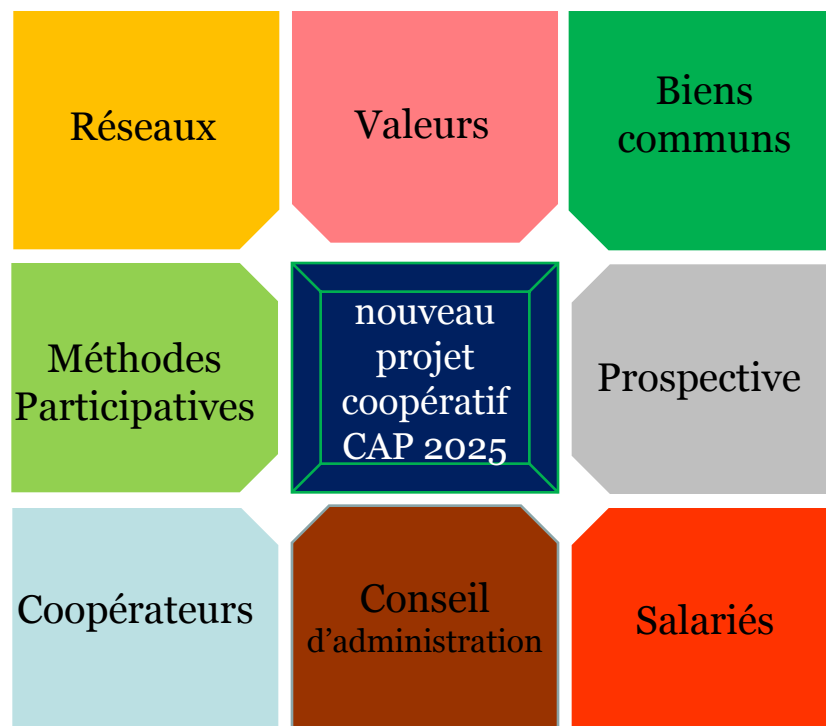 Réseaux
Valeurs
Biens
communs
Méthodes
Participatives
nouveau
projet
coopératif
CAP 2025
Prospective
Coopérateurs
Conseil
d’administration
Salariés